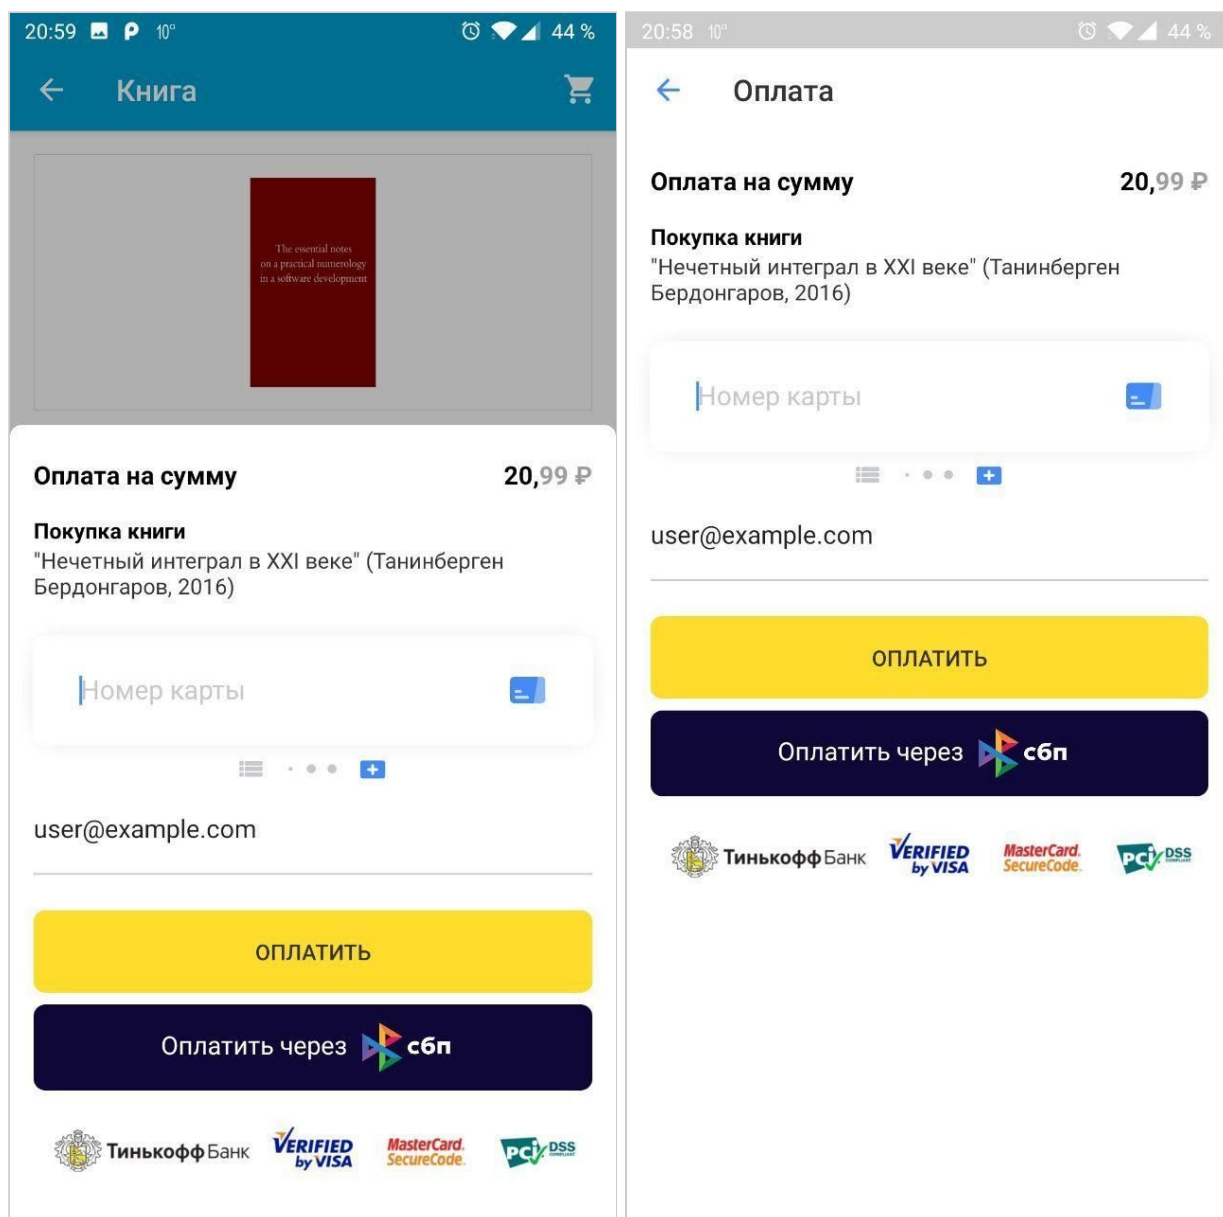 20:59 P 10° 44 %
Книга
The essential notes
on a practical numerology
in a software development
Оплата на сумму 20,99 ₽
Покупка книги
"Нечетный интеграл в XXI веке" (Танинберген
Бердонгаров, 2016)
Номер карты
user@example.com
ОПЛАТИТЬ
Оплатить через сбп
Тинькофф Банк VERIFIED by VISA MasterCard. SecureCode. PCI DSS COMPLIANT
20:58 10° 44 %
Оплата
Оплата на сумму 20,99 ₽
Покупка книги
"Нечетный интеграл в XXI веке" (Танинберген
Бердонгаров, 2016)
Номер карты
user@example.com
ОПЛАТИТЬ
Оплатить через сбп
Тинькофф Банк VERIFIED by VISA MasterCard. SecureCode. PCI DSS COMPLIANT